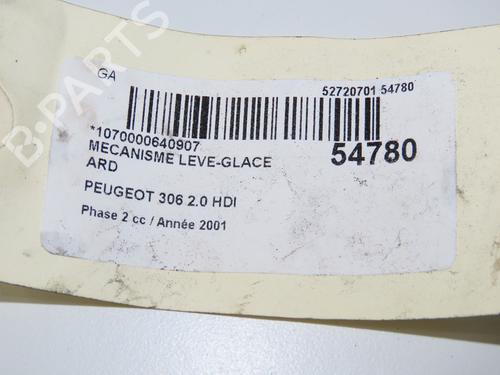 GA
52720701 54780
*1070000640907
MECANISME LEVE-GLACE
54780
ARD
PEUGEOT 306 2.0 HDI
Phase 2 cc / Année 2001
B-PARTS